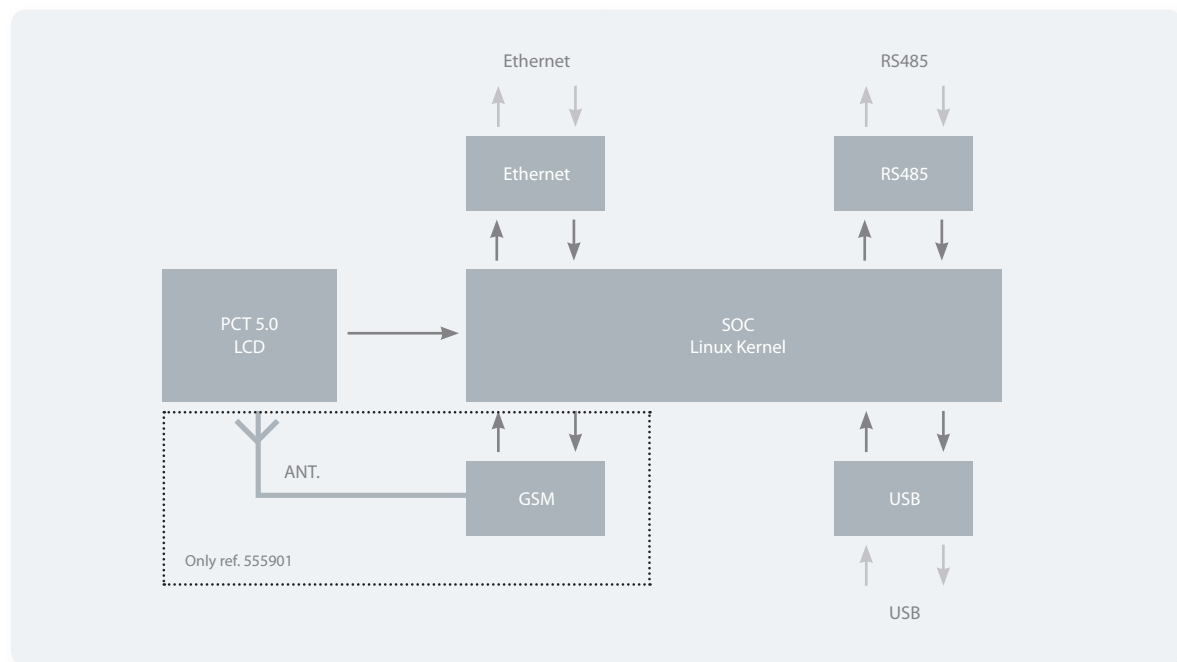 Ethernet
RS485
Ethernet
RS485
PCT 5.0
LCD
SOC
Linux Kernel
ANT.
GSM
USB
Only ref. 555901
USB